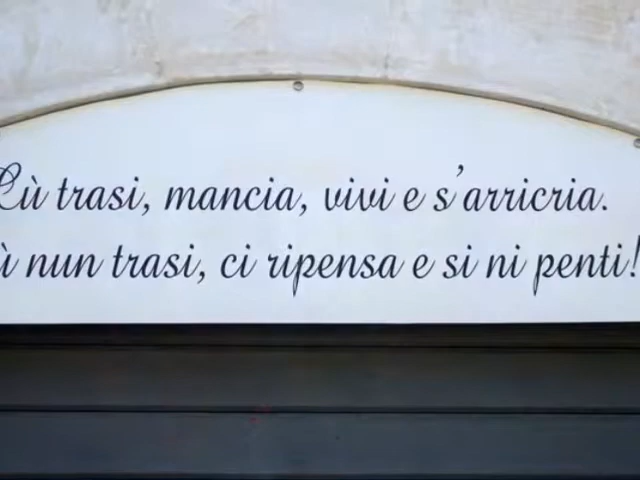 Cù trasi, mancia, vivi e s'arricria.
ù nun trasi, ci ripensa e si ni penti!